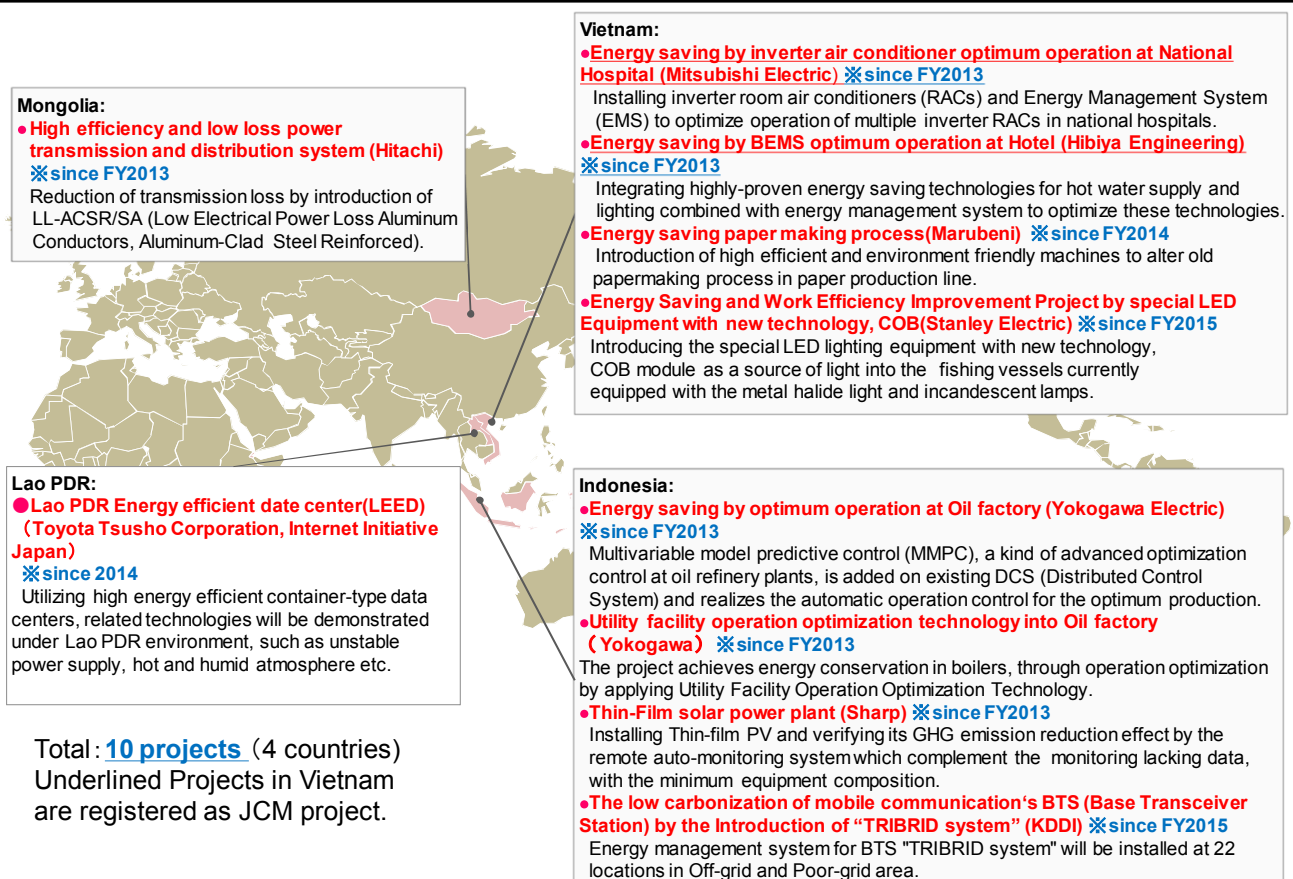 Mongolia:
●High efficiency and low loss power
transmission and distribution system (Hitachi)
※since FY2013
Reduction of transmission loss by introduction of
LL-ACSR/SA (Low Electrical Power Loss Aluminum
Conductors, Aluminum-Clad Steel Reinforced).
Lao PDR:
●Lao PDR Energy efficient date center(LEED)
（Toyota Tsusho Corporation, Internet Initiative
Japan）
※since 2014
Utilizing high energy efficient container-type data
centers, related technologies will be demonstrated
under Lao PDR environment, such as unstable
power supply, hot and humid atmosphere etc.
Total：10 projects（4 countries)
Underlined Projects in Vietnam
are registered as JCM project.
Vietnam:
●Energy saving by inverter air conditioner optimum operation at National
Hospital (Mitsubishi Electric) ※since FY2013
Installing inverter room air conditioners (RACs) and Energy Management System
(EMS) to optimize operation of multiple inverter RACs in national hospitals.
●Energy saving by BEMS optimum operation at Hotel (Hibiya Engineering)
※since FY2013
Integrating highly-proven energy saving technologies for hot water supply and
lighting combined with energy management system to optimize these technologies.
●Energy saving paper making process(Marubeni) ※since FY2014
Introduction of high efficient and environment friendly machines to alter old
papermaking process in paper production line.
●Energy Saving and Work Efficiency Improvement Project by special LED
Equipment with new technology, COB(Stanley Electric) ※since FY2015
Introducing the special LED lighting equipment with new technology,
COB module as a source of light into the fishing vessels currently
equipped with the metal halide light and incandescent lamps.
Indonesia:
●Energy saving by optimum operation at Oil factory (Yokogawa Electric)
※since FY2013
Multivariable model predictive control (MMPC), a kind of advanced optimization
control at oil refinery plants, is added on existing DCS (Distributed Control
System) and realizes the automatic operation control for the optimum production.
●Utility facility operation optimization technology into Oil factory
（Yokogawa） ※since FY2013
The project achieves energy conservation in boilers, through operation optimization
by applying Utility Facility Operation Optimization Technology.
●Thin-Film solar power plant (Sharp) ※since FY2013
Installing Thin-film PV and verifying its GHG emission reduction effect by the
remote auto-monitoring system which complement the monitoring lacking data,
with the minimum equipment composition.
●The low carbonization of mobile communication‘s BTS (Base Transceiver
Station) by the Introduction of “TRIBRID system” (KDDI) ※since FY2015
Energy management system for BTS "TRIBRID system" will be installed at 22
locations in Off-grid and Poor-grid area.